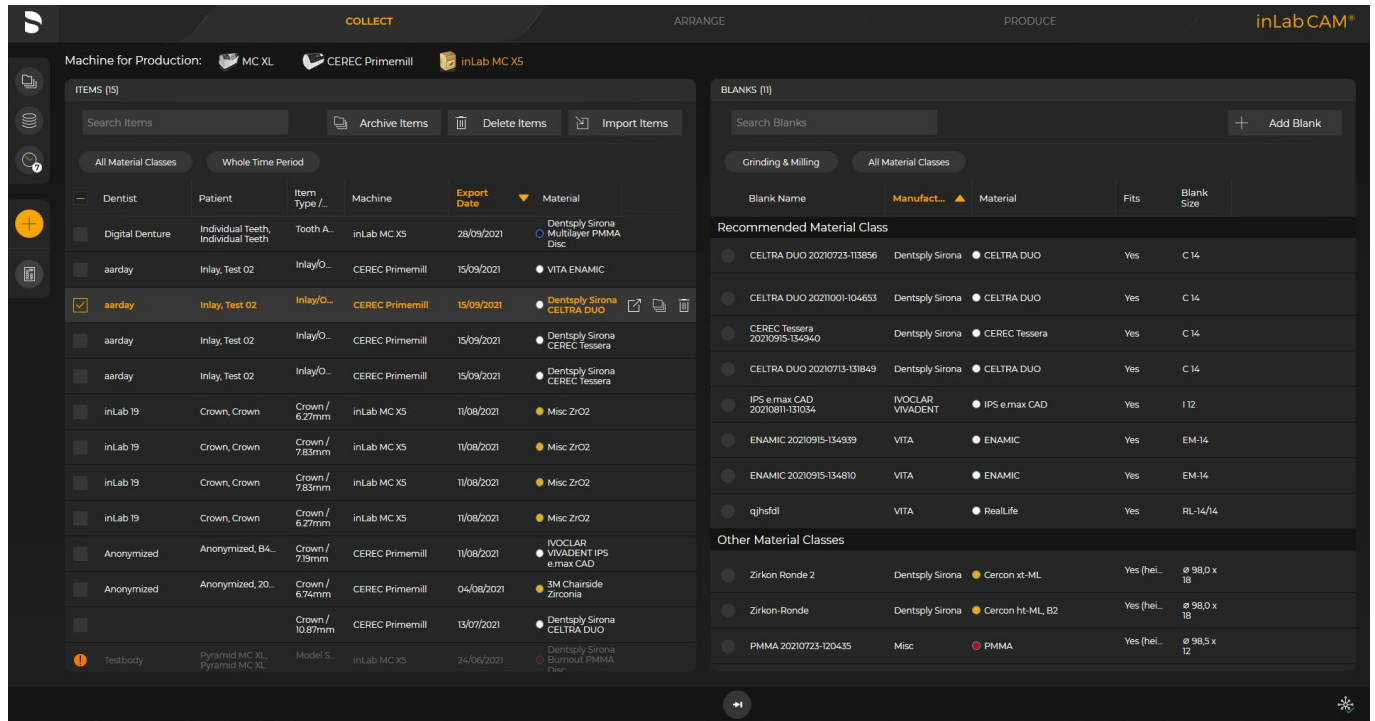 COLLECT
ARRANGE
PRODUCE
inLab CAM®
Machine for Production:
MC XL
CEREC Primemill
inLab MC X5
ITEMS (15)
Search Items
Archive Items
Delete Items
Import Items
All Material Classes
Whole Time Period
Dentist Patient Item Type /... Machine Export Date Material
Digital Denture Individual Teeth, Individual Teeth Tooth A... inLab MC X5 28/09/2021 Dentsply Sirona Multilayer PMMA Disc
aarday Inlay, Test 02 Inlay/O... CEREC Primemill 15/09/2021 VITA ENAMIC
aarday Inlay, Test 02 Inlay/O... CEREC Primemill 15/09/2021 Dentsply Sirona CELTRA DUO
aarday Inlay, Test 02 Inlay/O... CEREC Primemill 15/09/2021 Dentsply Sirona CEREC Tessera
aarday Inlay, Test 02 Inlay/O... CEREC Primemill 15/09/2021 Dentsply Sirona CEREC Tessera
inLab 19 Crown, Crown Crown / 6.27mm inLab MC X5 11/08/2021 Misc ZrO2
inLab 19 Crown, Crown Crown / 7.83mm inLab MC X5 11/08/2021 Misc ZrO2
inLab 19 Crown, Crown Crown / 7.83mm inLab MC X5 11/08/2021 Misc ZrO2
inLab 19 Crown, Crown Crown / 6.27mm inLab MC X5 11/08/2021 Misc ZrO2
Anonymized Anonymized, B4... Crown / 7.19mm CEREC Primemill 11/08/2021 IVOCLAR VIVADENT IPS e.max CAD
Anonymized Anonymized, 20... Crown / 6.74mm CEREC Primemill 04/08/2021 3M Chairside Zirconia
Crown / 10.87mm CEREC Primemill 13/07/2021 Dentsply Sirona CELTRA DUO
Testbody Pyramid MC XL, Pyramid MC XL Model S... inLab MC X5 24/06/2021 Dentsply Sirona Burnout PMMA Disc
BLANKS (11)
Search Blanks
+ Add Blank
Grinding & Milling
All Material Classes
Blank Name Manufact... Material Fits Blank Size
Recommended Material Class
CELTRA DUO 20210723-113856 Dentsply Sirona CELTRA DUO Yes C 14
CELTRA DUO 20211001-104653 Dentsply Sirona CELTRA DUO Yes C 14
CEREC Tessera 20210915-134940 Dentsply Sirona CEREC Tessera Yes C 14
CELTRA DUO 20210713-131849 Dentsply Sirona CELTRA DUO Yes C 14
IPS e.max CAD 20210811-131034 IVOCLAR VIVADENT IPS e.max CAD Yes I 12
ENAMIC 20210915-134939 VITA ENAMIC Yes EM-14
ENAMIC 20210915-134810 VITA ENAMIC Yes EM-14
qjhsfdl VITA RealLife Yes RL-14/14
Other Material Classes
Zirkon Ronde 2 Dentsply Sirona Cercon xt-ML Yes (hei... ø 98,0 x 18
Zirkon-Ronde Dentsply Sirona Cercon ht-ML, B2 Yes (hei... ø 98,0 x 18
PMMA 20210723-120435 Misc PMMA Yes (hei... ø 98,5 x 12